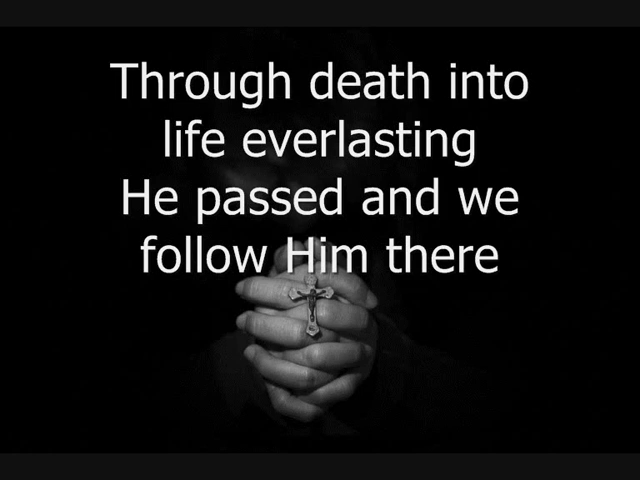 Through death into
life everlasting
He passed and we
follow Him there